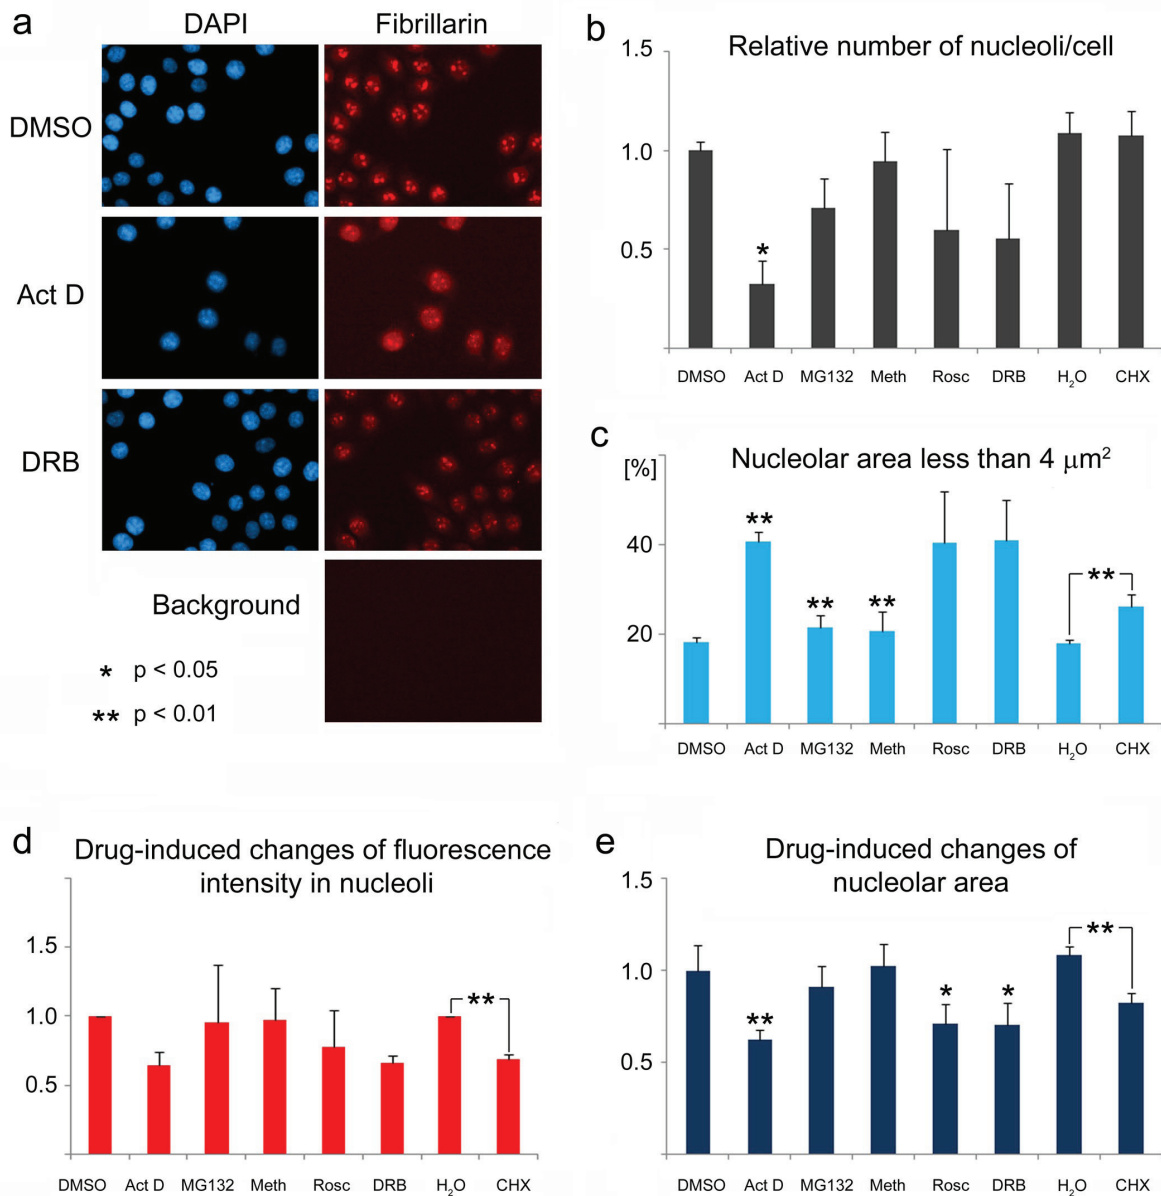 a
DAPI
Fibrillarin
DMSO
Act D
DRB
Background
* p < 0.05
** p < 0.01
b
Relative number of nucleoli/cell
1.5
1.0
0.5
*
DMSO Act D MG132 Meth Rosc DRB H₂O CHX
c
[%]
Nucleolar area less than 4 μm²
40
20
** ** ** **
DMSO Act D MG132 Meth Rosc DRB H₂O CHX
d
Drug-induced changes of fluorescence
intensity in nucleoli
1.5
1.0
0.5
**
DMSO Act D MG132 Meth Rosc DRB H₂O CHX
e
Drug-induced changes of
nucleolar area
1.5
1.0
0.5
** * * **
DMSO Act D MG132 Meth Rosc DRB H₂O CHX